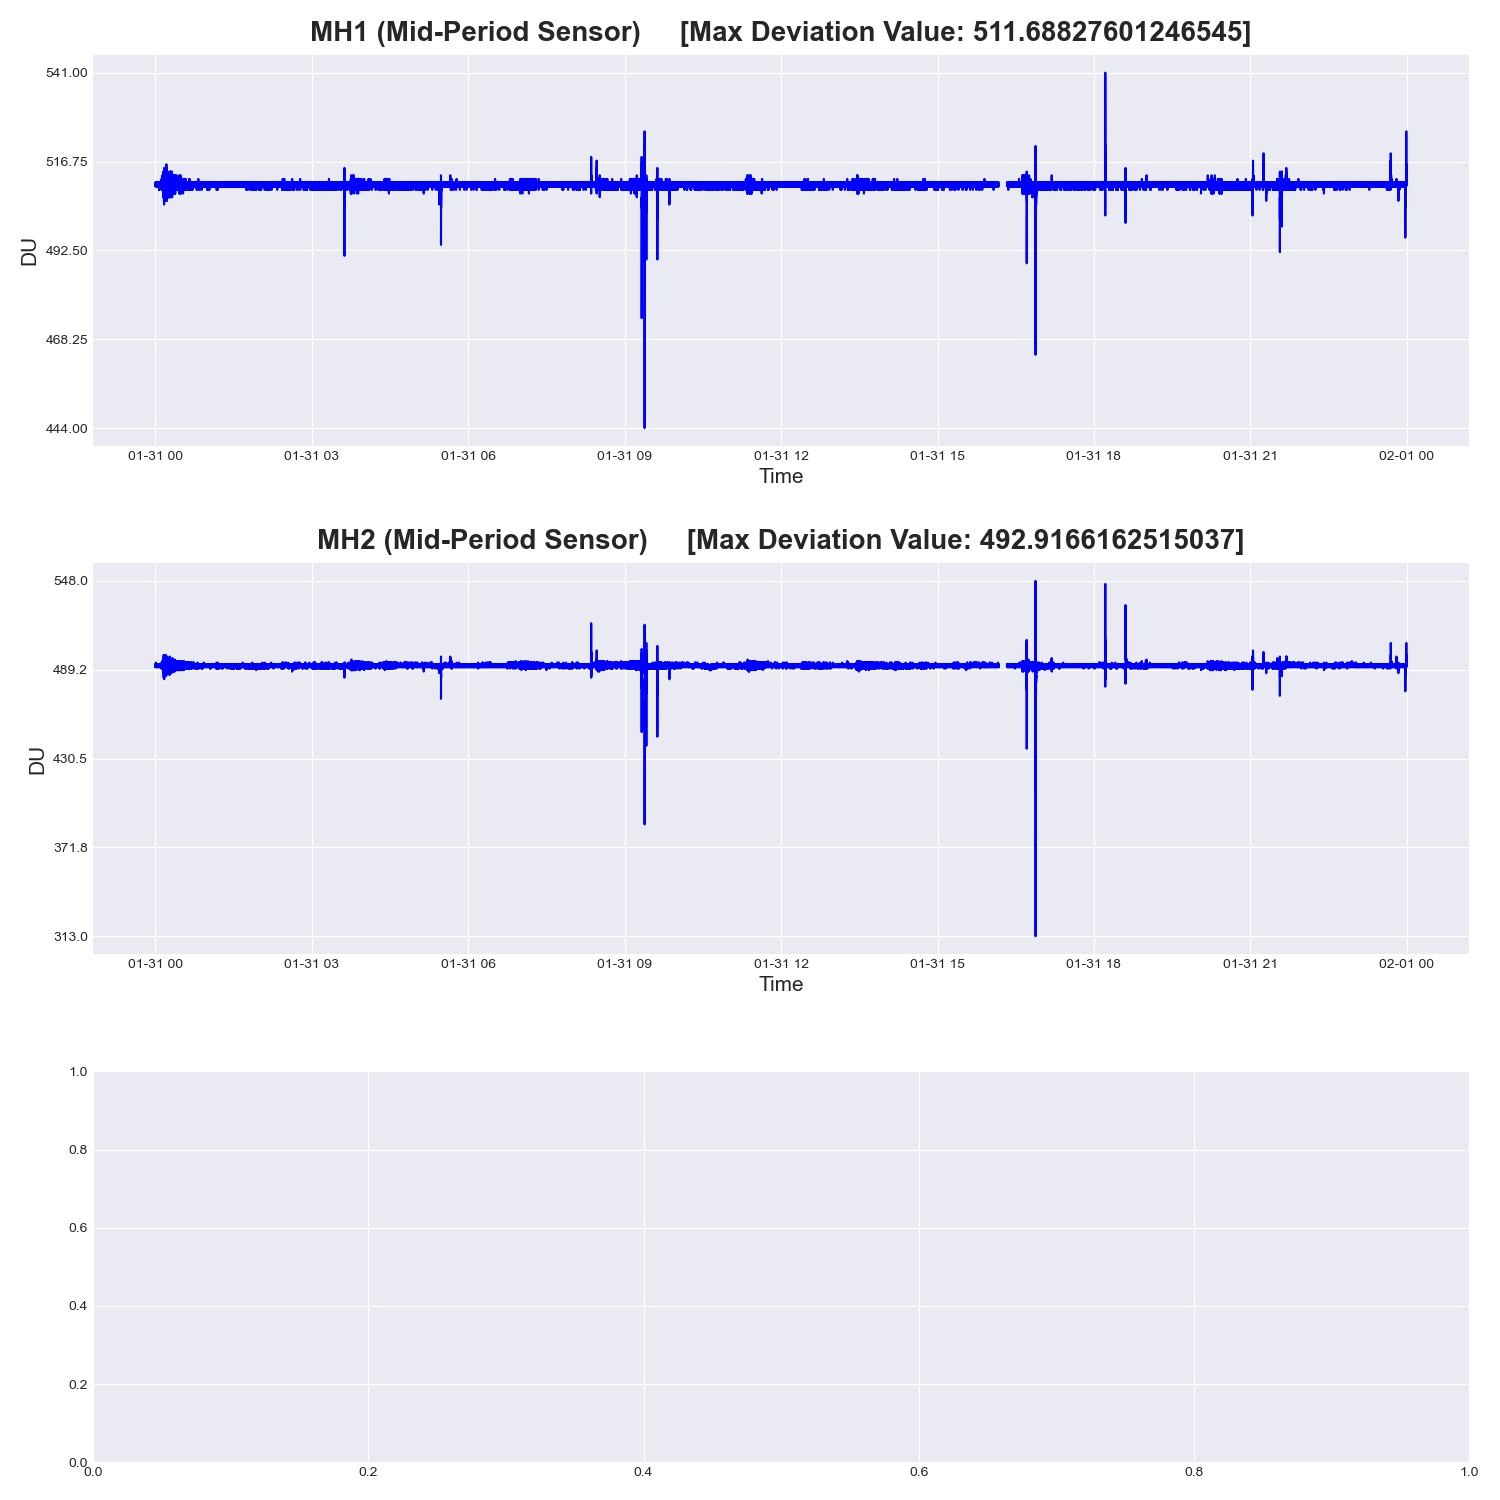 MH1 (Mid-Period Sensor) [Max Deviation Value: 511.68827601246545]
541.00
516.75
492.50
468.25
444.00
DU
01-31 00 01-31 03 01-31 06 01-31 09 01-31 12 01-31 15 01-31 18 01-31 21 02-01 00
Time
MH2 (Mid-Period Sensor) [Max Deviation Value: 492.9166162515037]
548.0
489.2
430.5
371.8
313.0
DU
01-31 00 01-31 03 01-31 06 01-31 09 01-31 12 01-31 15 01-31 18 01-31 21 02-01 00
Time
1.0
0.8
0.6
0.4
0.2
0.0
0.0 0.2 0.4 0.6 0.8 1.0